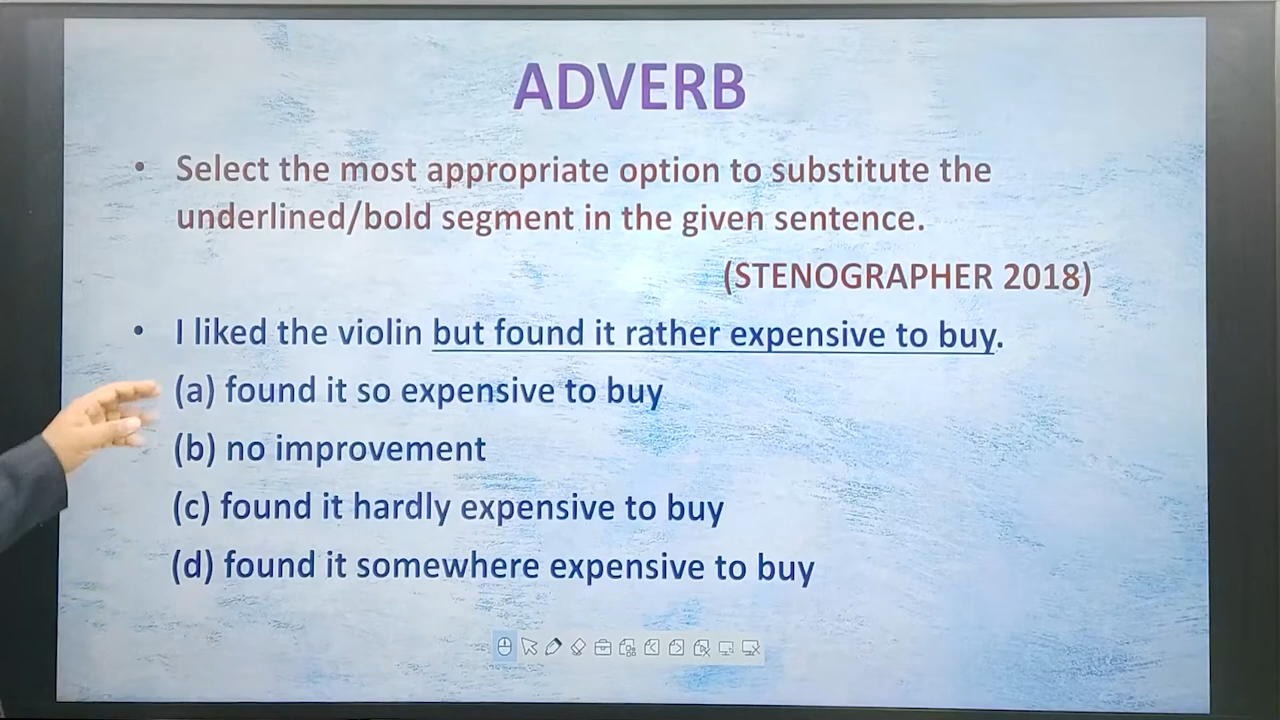 ADVERB
• Select the most appropriate option to substitute the
underlined/bold segment in the given sentence.
(STENOGRAPHER 2018)
• I liked the violin but found it rather expensive to buy.
(a) found it so expensive to buy
(b) no improvement
(c) found it hardly expensive to buy
(d) found it somewhere expensive to buy